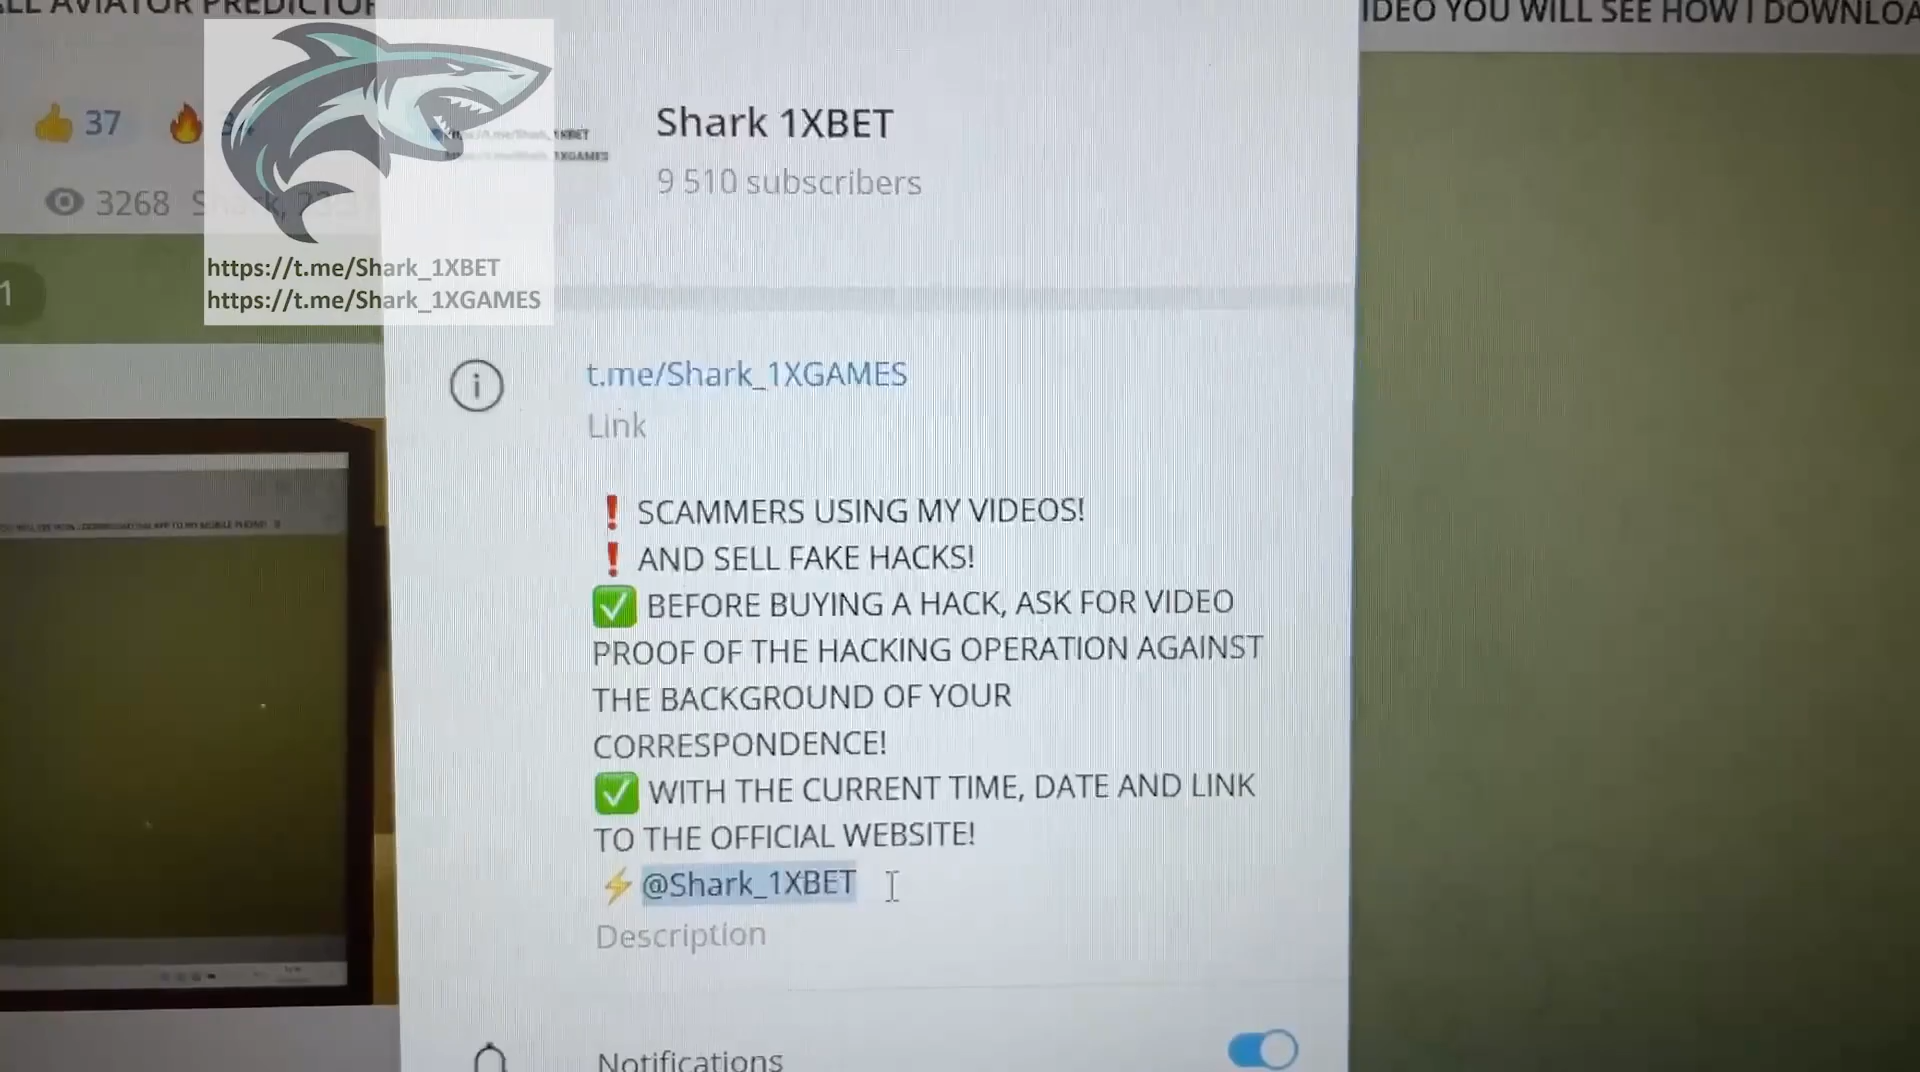 ALL AVIATOR PREDICTOR
IDEO YOU WILL SEE HOW I DOWNLOA
37
3268
https://t.me/Shark_1XBET
https://t.me/Shark_1XGAMES
1
Shark 1XBET
9 510 subscribers
t.me/Shark_1XGAMES
Link
❗ SCAMMERS USING MY VIDEOS!
❗ AND SELL FAKE HACKS!
✅ BEFORE BUYING A HACK, ASK FOR VIDEO
PROOF OF THE HACKING OPERATION AGAINST
THE BACKGROUND OF YOUR
CORRESPONDENCE!
✅ WITH THE CURRENT TIME, DATE AND LINK
TO THE OFFICIAL WEBSITE!
⚡ @Shark_1XBET
Description
Notifications